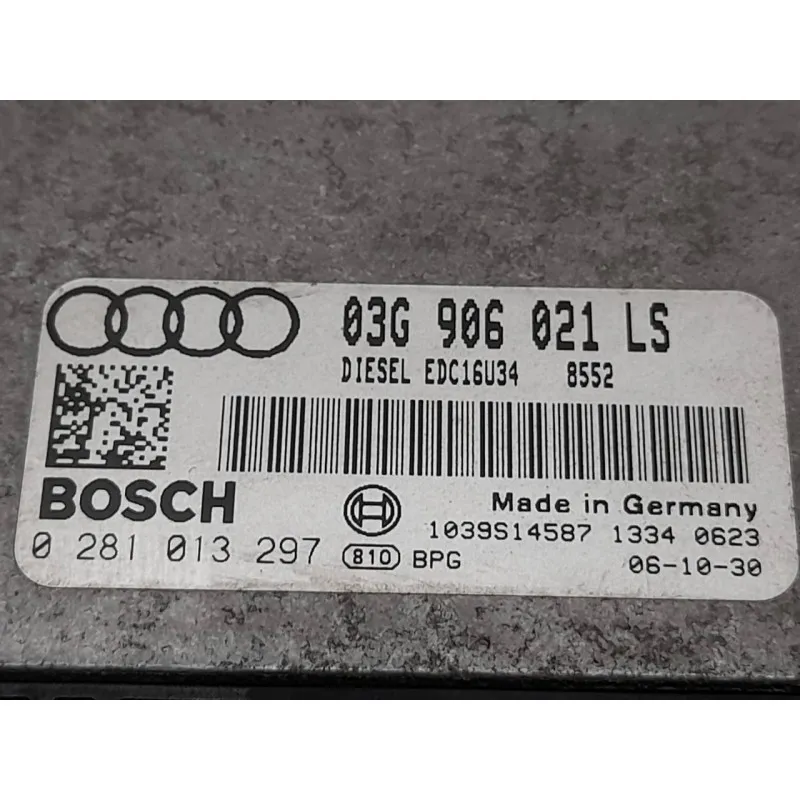 03G 906 021 LS
DIESEL EDC16U34 8552
BOSCH
Made in Germany
0 281 013 297
810 BPG
1039S14587 1334 0623
06-10-30